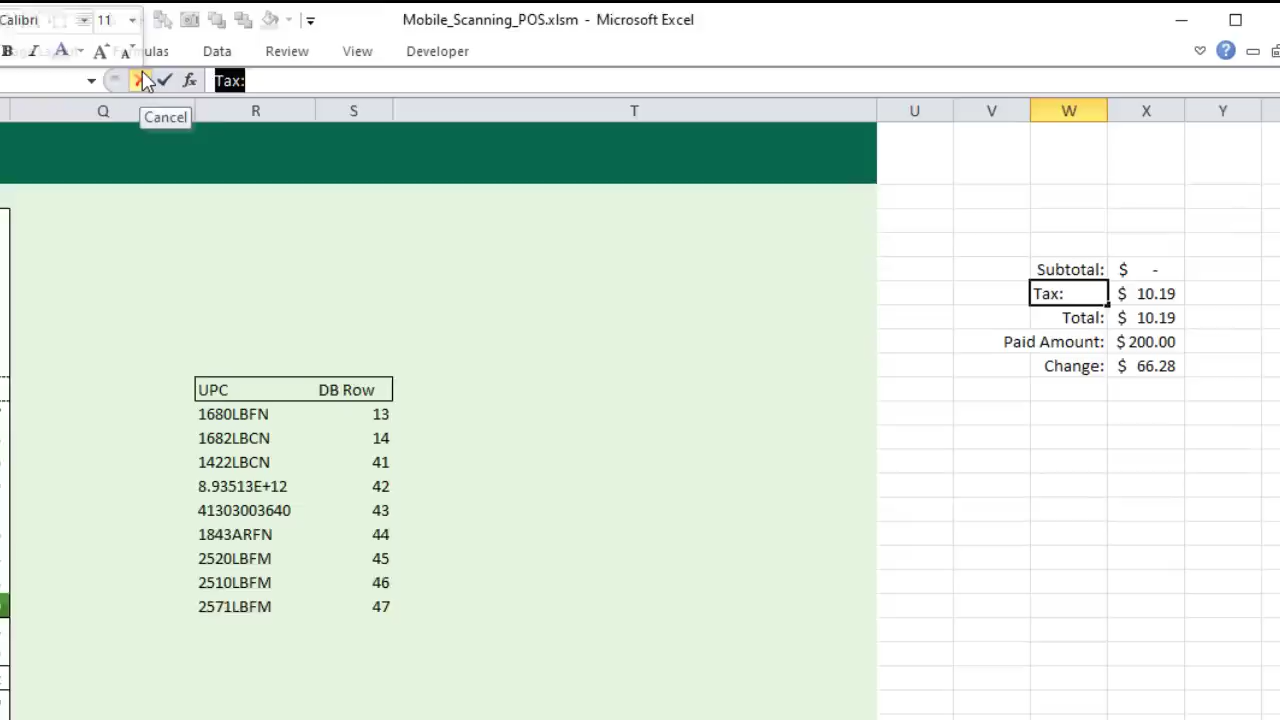 Calibri 11
Mobile_Scanning_POS.xlsm - Microsoft Excel
B I A A A
Data Review View Developer
fx Tax:
Cancel
Q R S T U V W X Y
Subtotal: $ -
Tax: $ 10.19
Total: $ 10.19
Paid Amount: $ 200.00
Change: $ 66.28
UPC DB Row
1680LBFN 13
1682LBCN 14
1422LBCN 41
8.93513E+12 42
41303003640 43
1843ARFN 44
2520LBFM 45
2510LBFM 46
2571LBFM 47